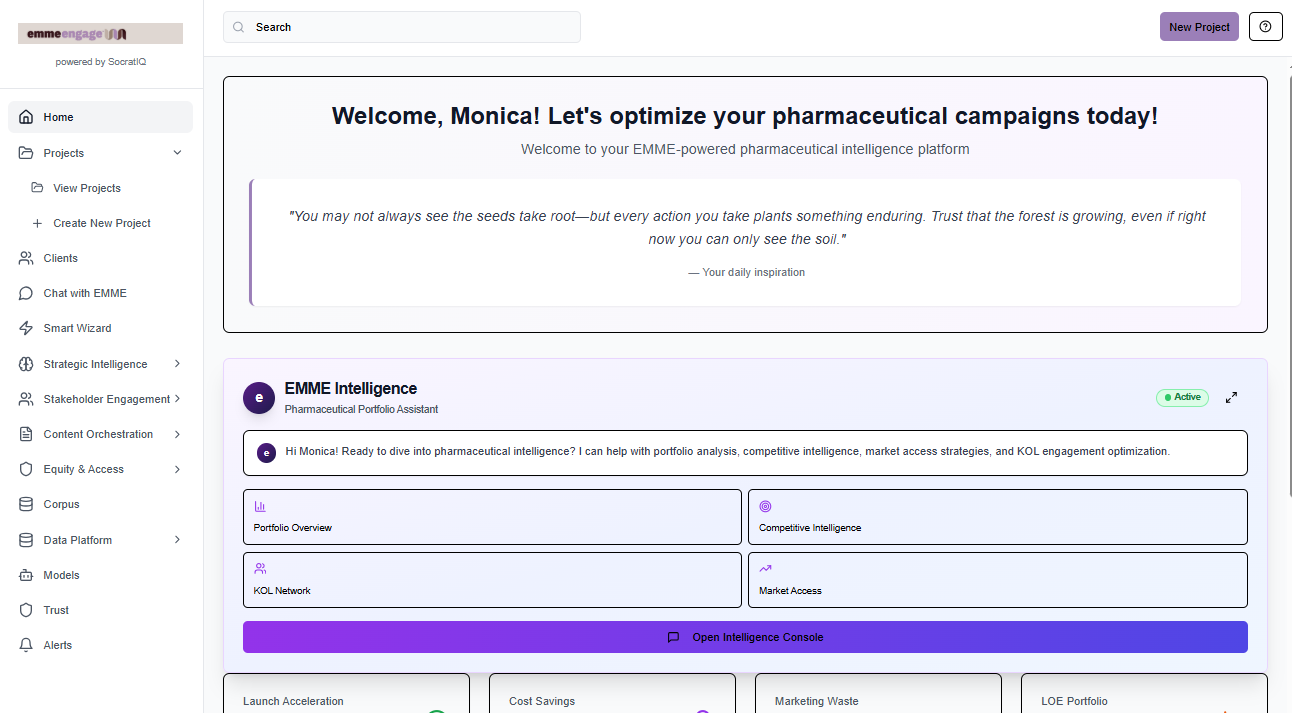 emmeengage
powered by SocratIQ
Search
New Project
Home
Projects
View Projects
Create New Project
Clients
Chat with EMME
Smart Wizard
Strategic Intelligence
Stakeholder Engagement
Content Orchestration
Equity & Access
Corpus
Data Platform
Models
Trust
Alerts
Welcome, Monica! Let's optimize your pharmaceutical campaigns today!
Welcome to your EMME-powered pharmaceutical intelligence platform
"You may not always see the seeds take root—but every action you take plants something enduring. Trust that the forest is growing, even if right
now you can only see the soil."
— Your daily inspiration
e
EMME Intelligence
Pharmaceutical Portfolio Assistant
Active
e
Hi Monica! Ready to dive into pharmaceutical intelligence? I can help with portfolio analysis, competitive intelligence, market access strategies, and KOL engagement optimization.
Portfolio Overview
Competitive Intelligence
KOL Network
Market Access
Open Intelligence Console
Launch Acceleration
Cost Savings
Marketing Waste
LOE Portfolio